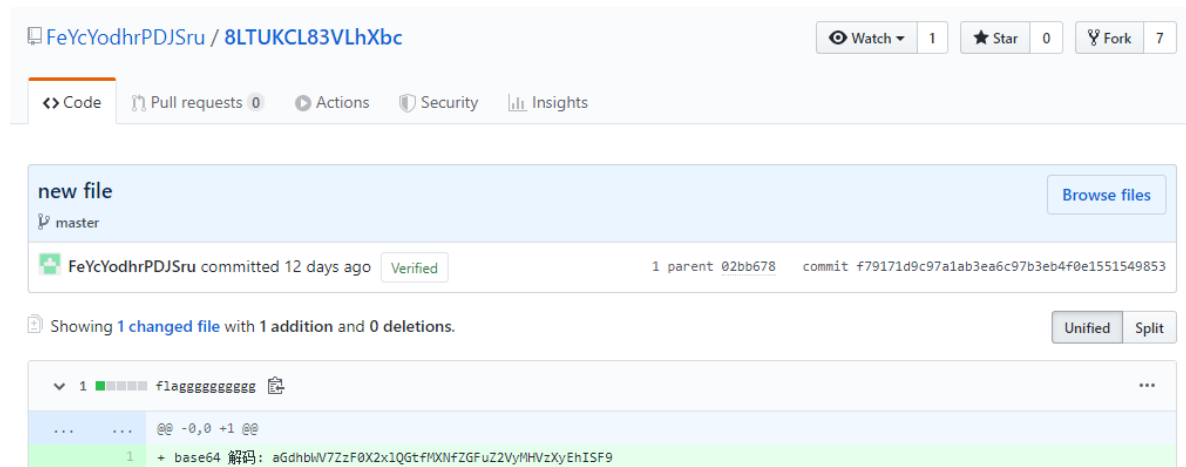 FeYcYodhrPDJSru / 8LTUKCL83VLhXbc
Watch 1 Star 0 Fork 7
Code Pull requests 0 Actions Security Insights
new file
Browse files
master
FeYcYodhrPDJSru committed 12 days ago Verified
1 parent 02bb678 commit f79171d9c97a1ab3ea6c97b3eb4f0e1551549853
Showing 1 changed file with 1 addition and 0 deletions.
Unified Split
1 flagggggggggg
... ... @@ -0,0 +1 @@
1 + base64 解码: aGdhbWV7ZzF0X2xlQGtfMXNfZGFuZ2VyMHVzXyEhISF9